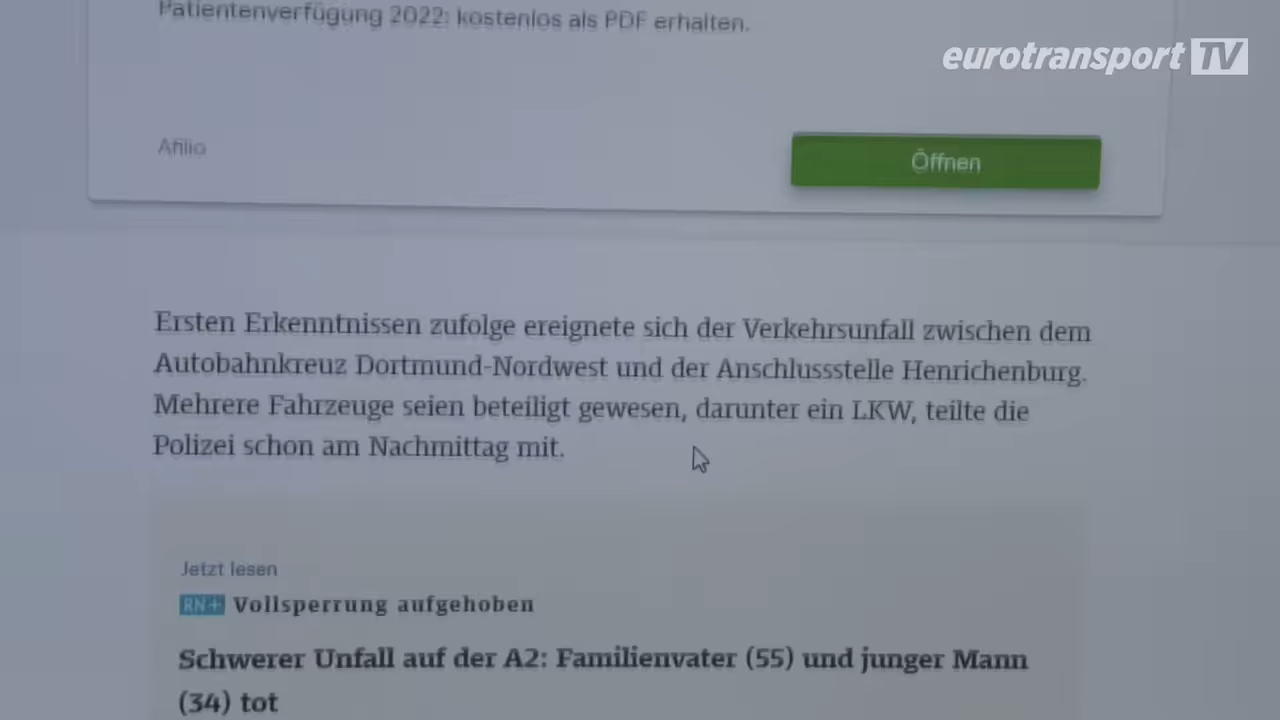 Patientenverfügung 2022: kostenlos als PDF erhalten.
eurotransport TV
Afilio
Öffnen
Ersten Erkenntnissen zufolge ereignete sich der Verkehrsunfall zwischen dem
Autobahnkreuz Dortmund-Nordwest und der Anschlussstelle Henrichenburg.
Mehrere Fahrzeuge seien beteiligt gewesen, darunter ein LKW, teilte die
Polizei schon am Nachmittag mit.
Jetzt lesen
RN+ Vollsperrung aufgehoben
Schwerer Unfall auf der A2: Familienvater (55) und junger Mann
(34) tot